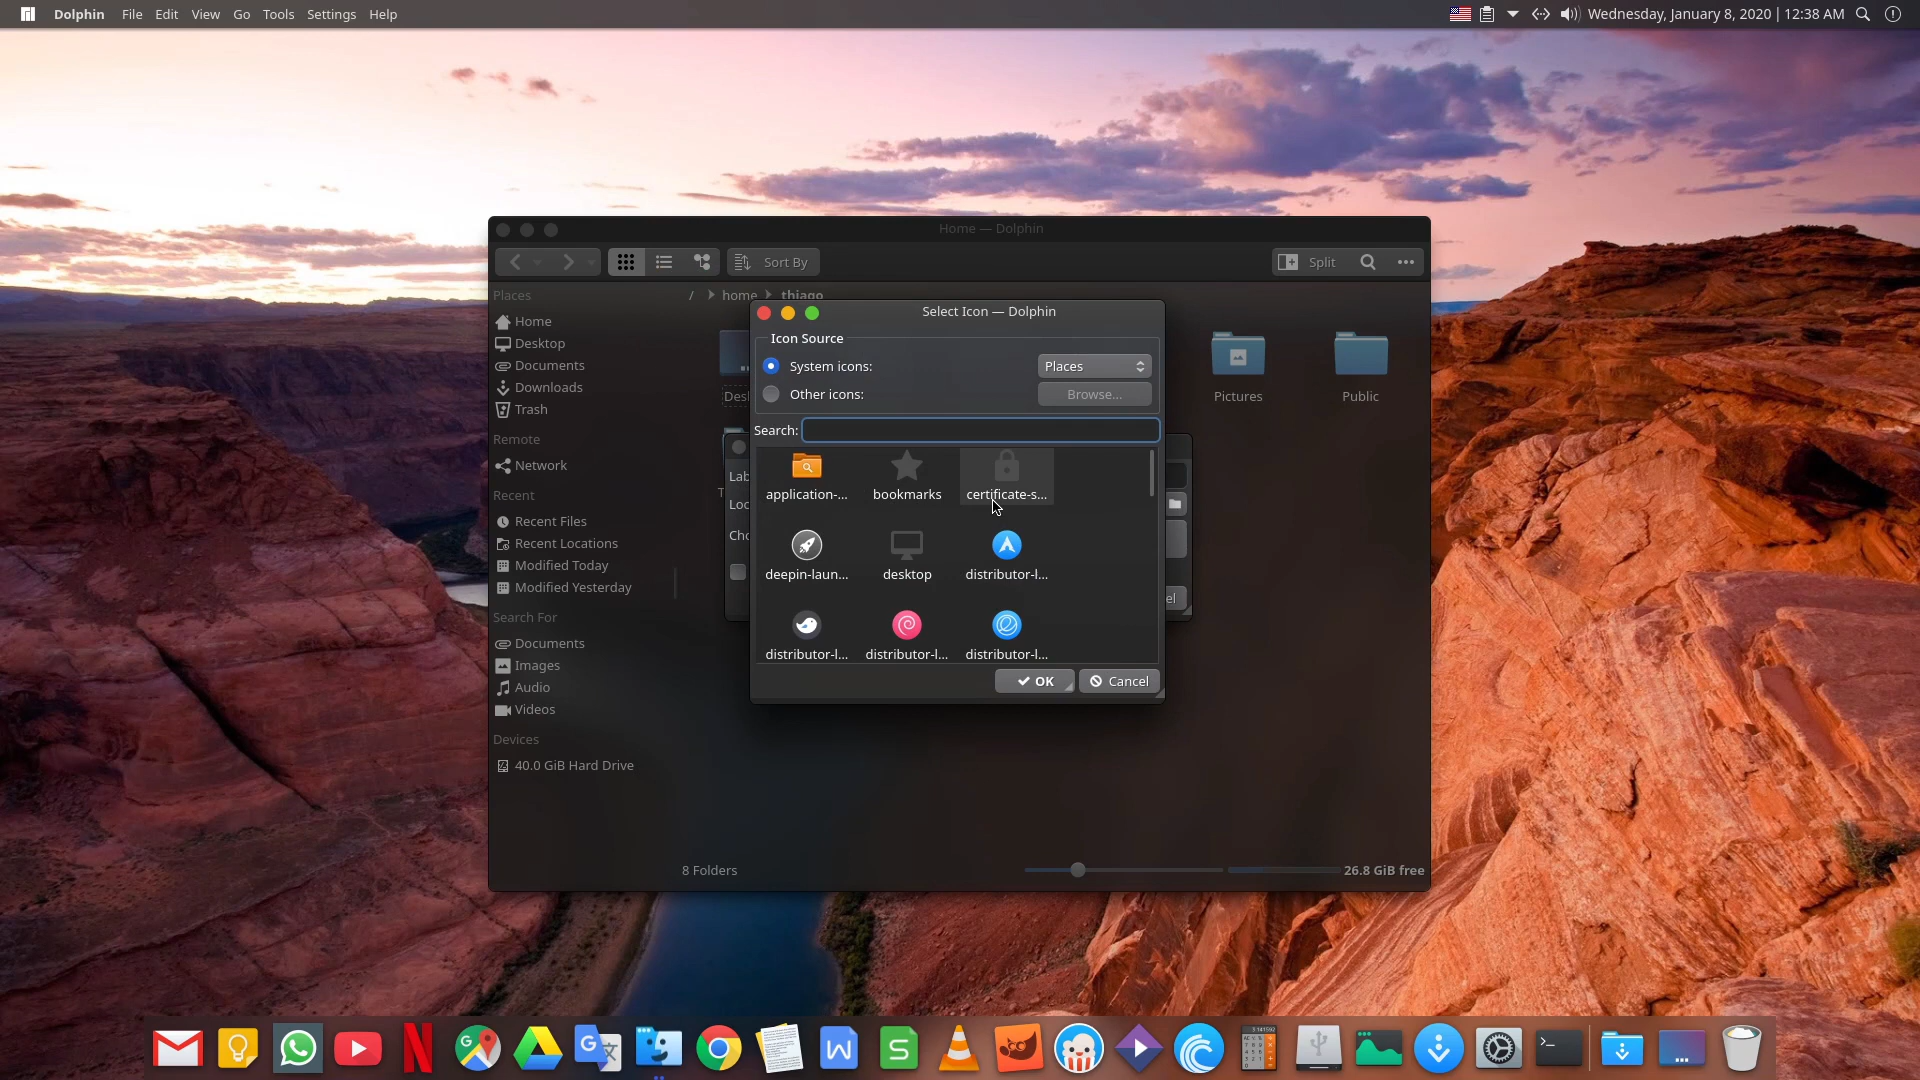 Dolphin File Edit View Go Tools Settings Help
Wednesday, January 8, 2020 | 12:38 AM
Home — Dolphin
Sort By
Split
Places
/ home thiago
Home
Desktop
Documents
Downloads
Trash
Remote
Network
Recent
Recent Files
Recent Locations
Modified Today
Modified Yesterday
Search For
Documents
Images
Audio
Videos
Devices
40.0 GiB Hard Drive
Pictures
Public
8 Folders
26.8 GiB free
Select Icon — Dolphin
Icon Source
System icons:
Places
Other icons:
Browse...
Search:
application-...
bookmarks
certificate-s...
deepin-laun...
desktop
distributor-l...
distributor-l...
distributor-l...
distributor-l...
OK
Cancel